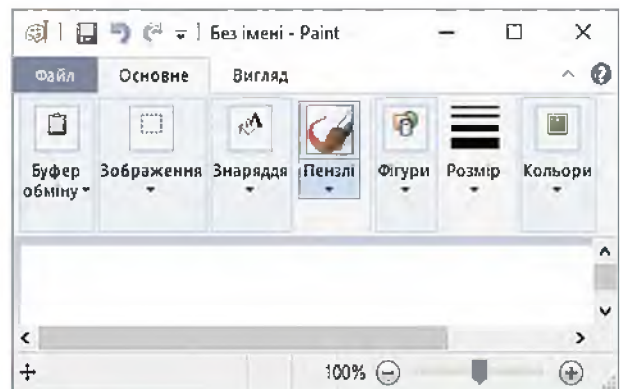 Без імені - Paint
Файл Основне Вигляд
Буфер обміну Зображення Знаряддя Пензлі Фігури Розмір Кольори
100%